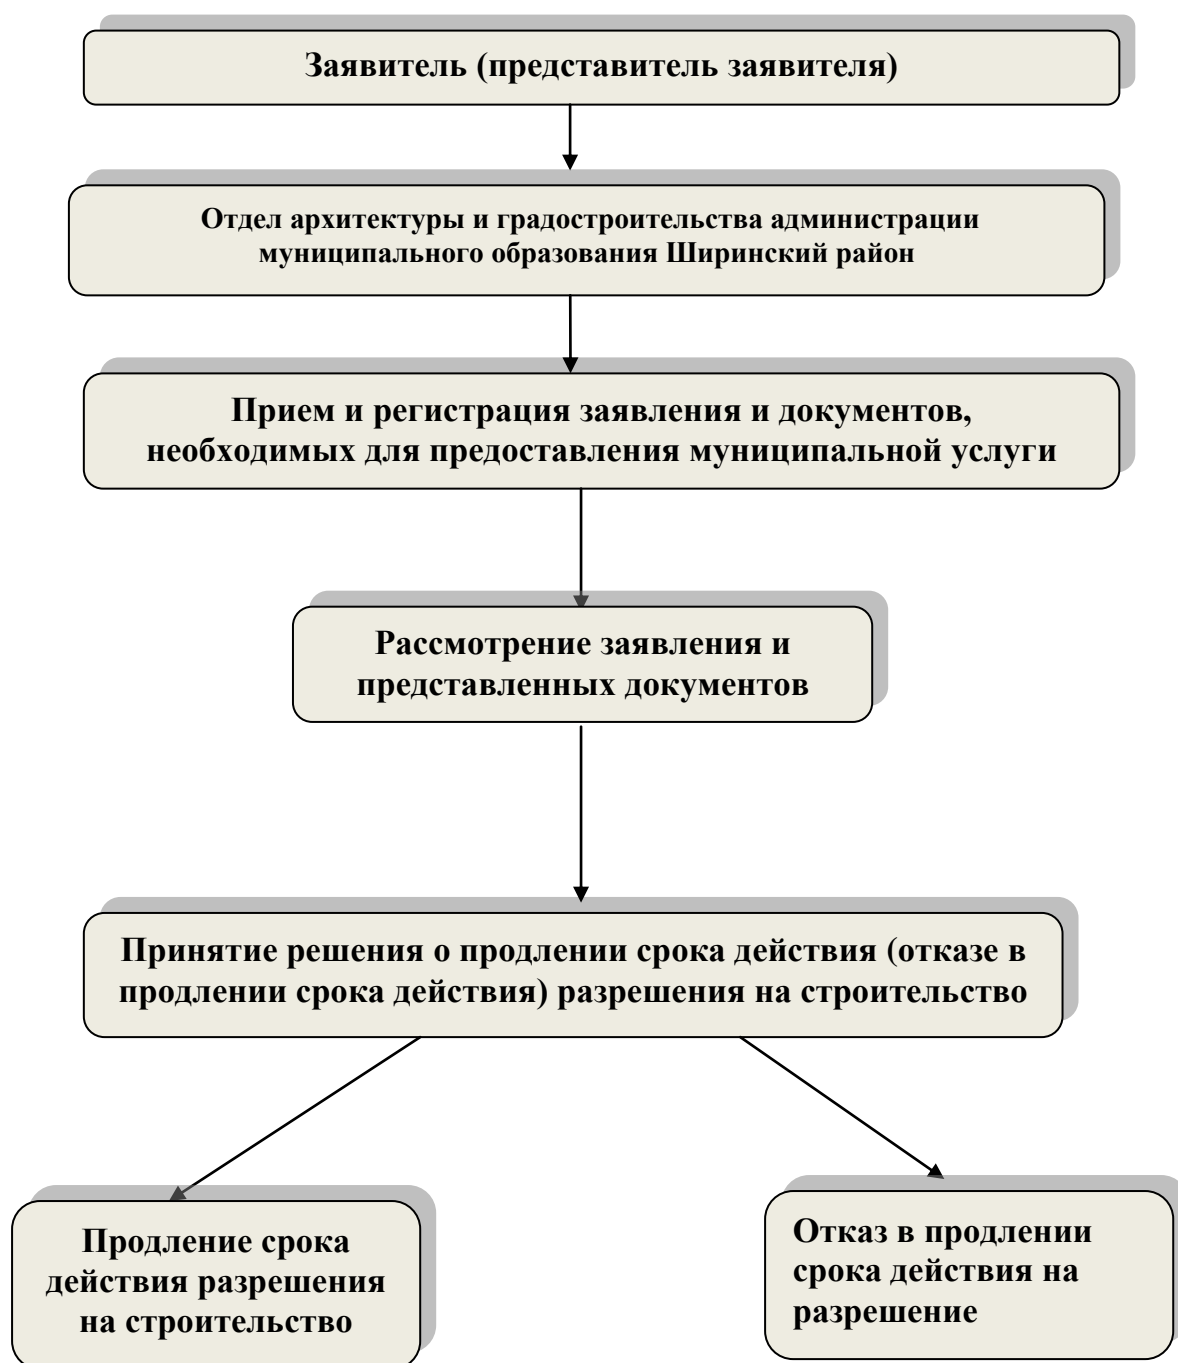 Заявитель (представитель заявителя)
Отдел архитектуры и градостроительства администрации
муниципального образования Ширинский район
Прием и регистрация заявления и документов,
необходимых для предоставления муниципальной услуги
Рассмотрение заявления и
представленных документов
Принятие решения о продлении срока действия (отказе в
продлении срока действия) разрешения на строительство
Продление срока
действия разрешения
на строительство
Отказ в продлении
срока действия на
разрешение